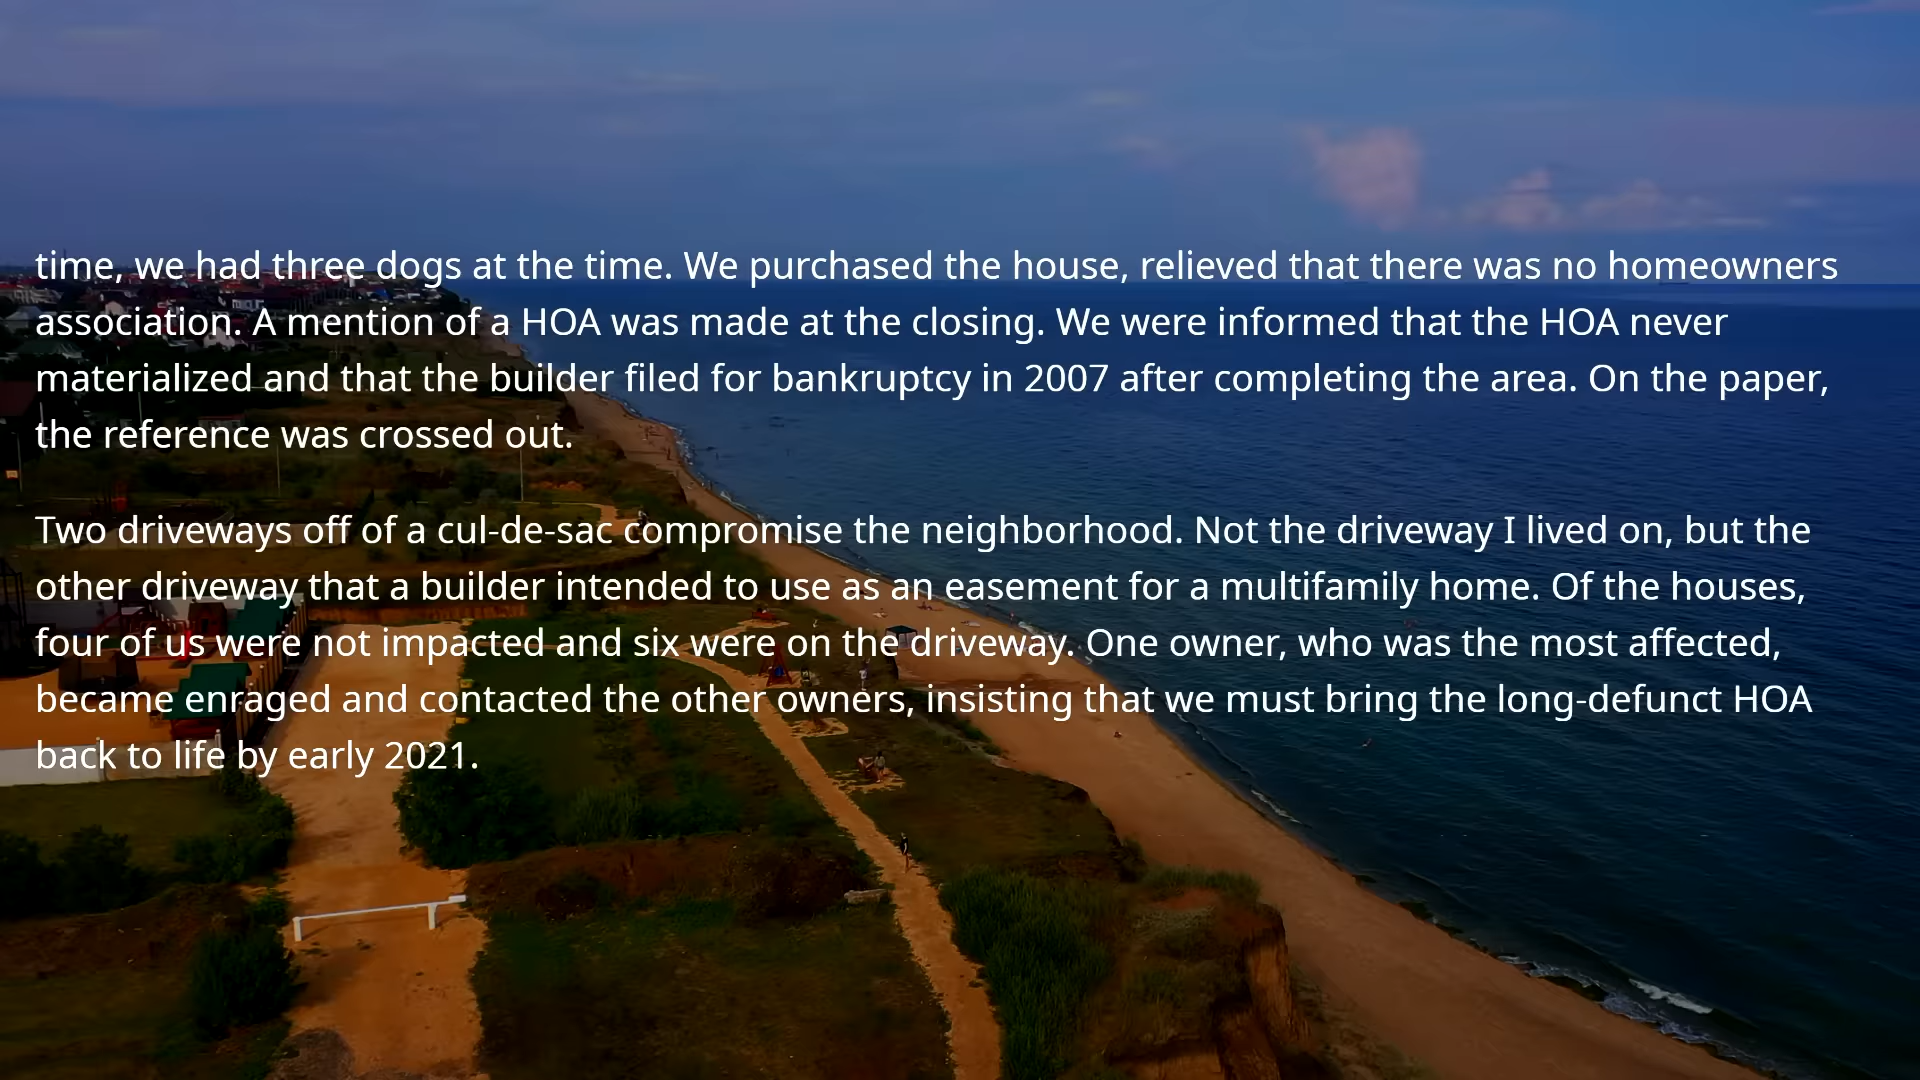 time, we had three dogs at the time. We purchased the house, relieved that there was no homeowners
association. A mention of a HOA was made at the closing. We were informed that the HOA never
materialized and that the builder filed for bankruptcy in 2007 after completing the area. On the paper,
the reference was crossed out.
Two driveways off of a cul-de-sac compromise the neighborhood. Not the driveway I lived on, but the
other driveway that a builder intended to use as an easement for a multifamily home. Of the houses,
four of us were not impacted and six were on the driveway. One owner, who was the most affected,
became enraged and contacted the other owners, insisting that we must bring the long-defunct HOA
back to life by early 2021.